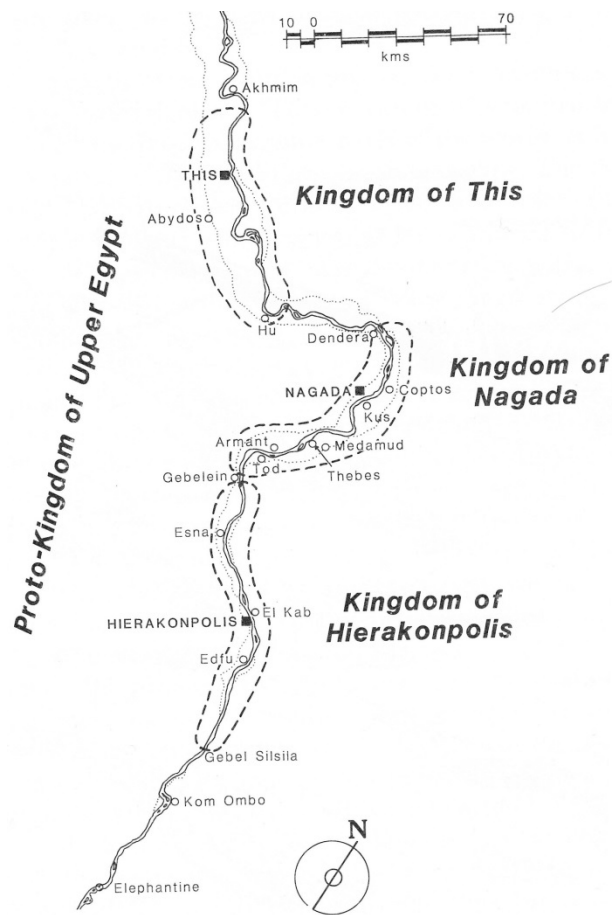 10 0 70
kms
Akhmim
THIS
Kingdom of This
Abydos
Proto-Kingdom of Upper Egypt
Hu
Dendera
Kingdom of
Nagada
NAGADA
Coptos
Kus
Armant
Medamud
Tod
Thebes
Gebelein
Esna
El Kab
HIERAKONPOLIS
Kingdom of
Hierakonpolis
Edfu
Gebel Silsila
Kom Ombo
N
Elephantine